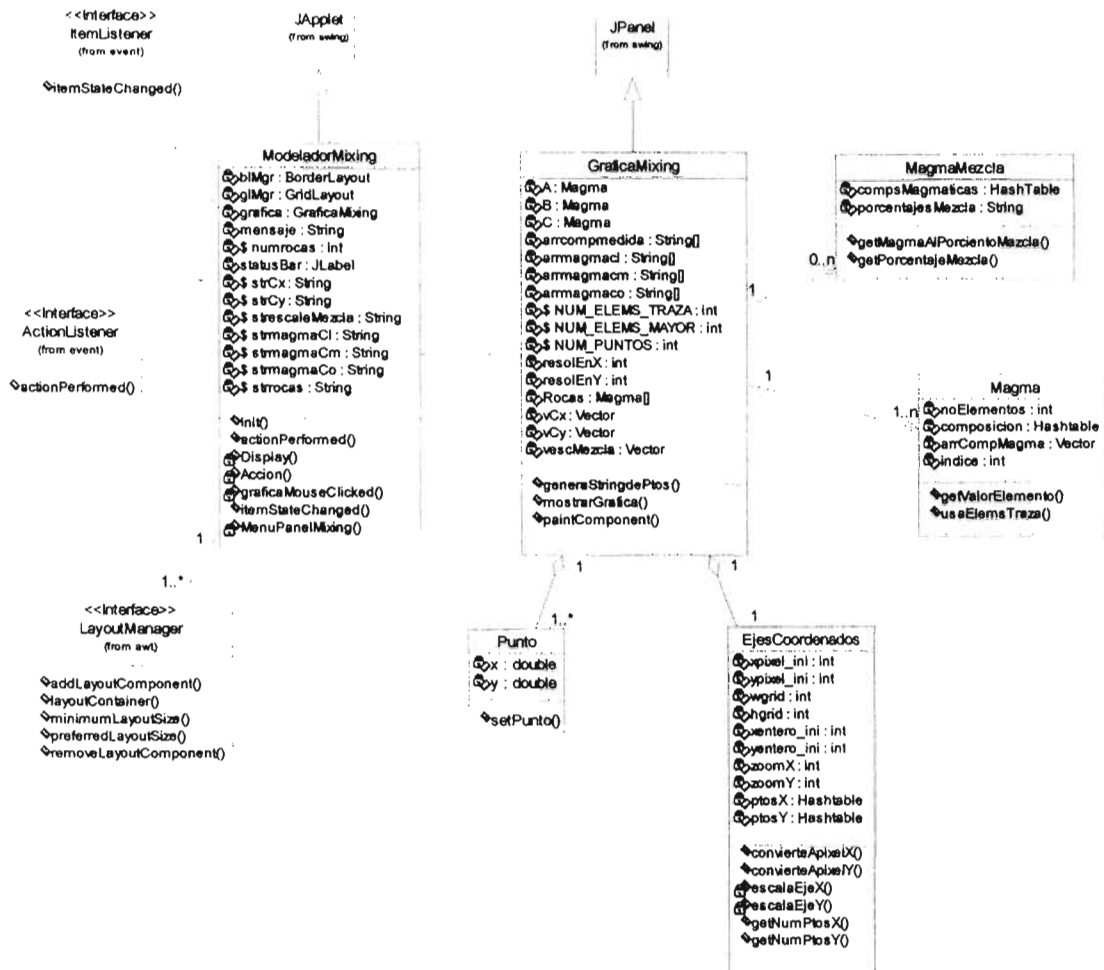 <<Interface>>
ItemListener
(from event)
itemStateChanged()
JApplet
(from swing)
JPanel
(from swing)
ModeladorMixing
blMgr : BorderLayout
glMgr : GridLayout
grafica : GraficaMixing
mensaje : String
$ numrocas : int
statusBar : JLabel
$ strCx : String
$ strCy : String
$ strescaleMezcla : String
$ strmagmaCl : String
$ strmagmaCm : String
$ strmagmaCo : String
$ strrocas : String
init()
actionPerformed()
Display()
Accion()
graficaMouseClicked()
itemStateChanged()
MenuPanelMixing()
GraficaMixing
A : Magma
B : Magma
C : Magma
arrcompmedida : String[]
arrmagmacl : String[]
arrmagmacm : String[]
arrmagmaco : String[]
$ NUM_ELEMS_TRAZA : int
$ NUM_ELEMS_MAYOR : int
$ NUM_PUNTOS : int
resolEnX : int
resolEnY : int
Rocas : Magma[]
vCx : Vector
vCy : Vector
vescMezcla : Vector
generaStringdePtos()
mostrarGrafica()
paintComponent()
MagmaMezcla
compsMagmaticas : HashTable
porcentajesMezcla : String
getMagmaAlPorcientoMazcla()
getPorcentajeMezcla()
0..n
1
<<Interface>>
ActionListener
(from event)
actionPerformed()
1
1..n
Magma
noElementos : int
composicion : Hashtable
arrCompMagma : Vector
indice : int
getValorElemento()
usaElemsTraza()
1
1..*
<<Interface>>
LayoutManager
(from awt)
addLayoutComponent()
layoutContainer()
minimumLayoutSize()
preferredLayoutSize()
removeLayoutComponent()
1
1..*
Punto
x : double
y : double
setPunto()
1
1
EjesCoordenados
xpixel_ini : int
ypixel_ini : int
wgrid : int
hgrid : int
xentero_ini : int
yentero_ini : int
zoomX : int
zoomY : int
ptosX : Hashtable
ptosY : Hashtable
convierteApixelX()
convierteApixelY()
escalaEjeX()
escalaEjeY()
getNumPtosX()
getNumPtosY()